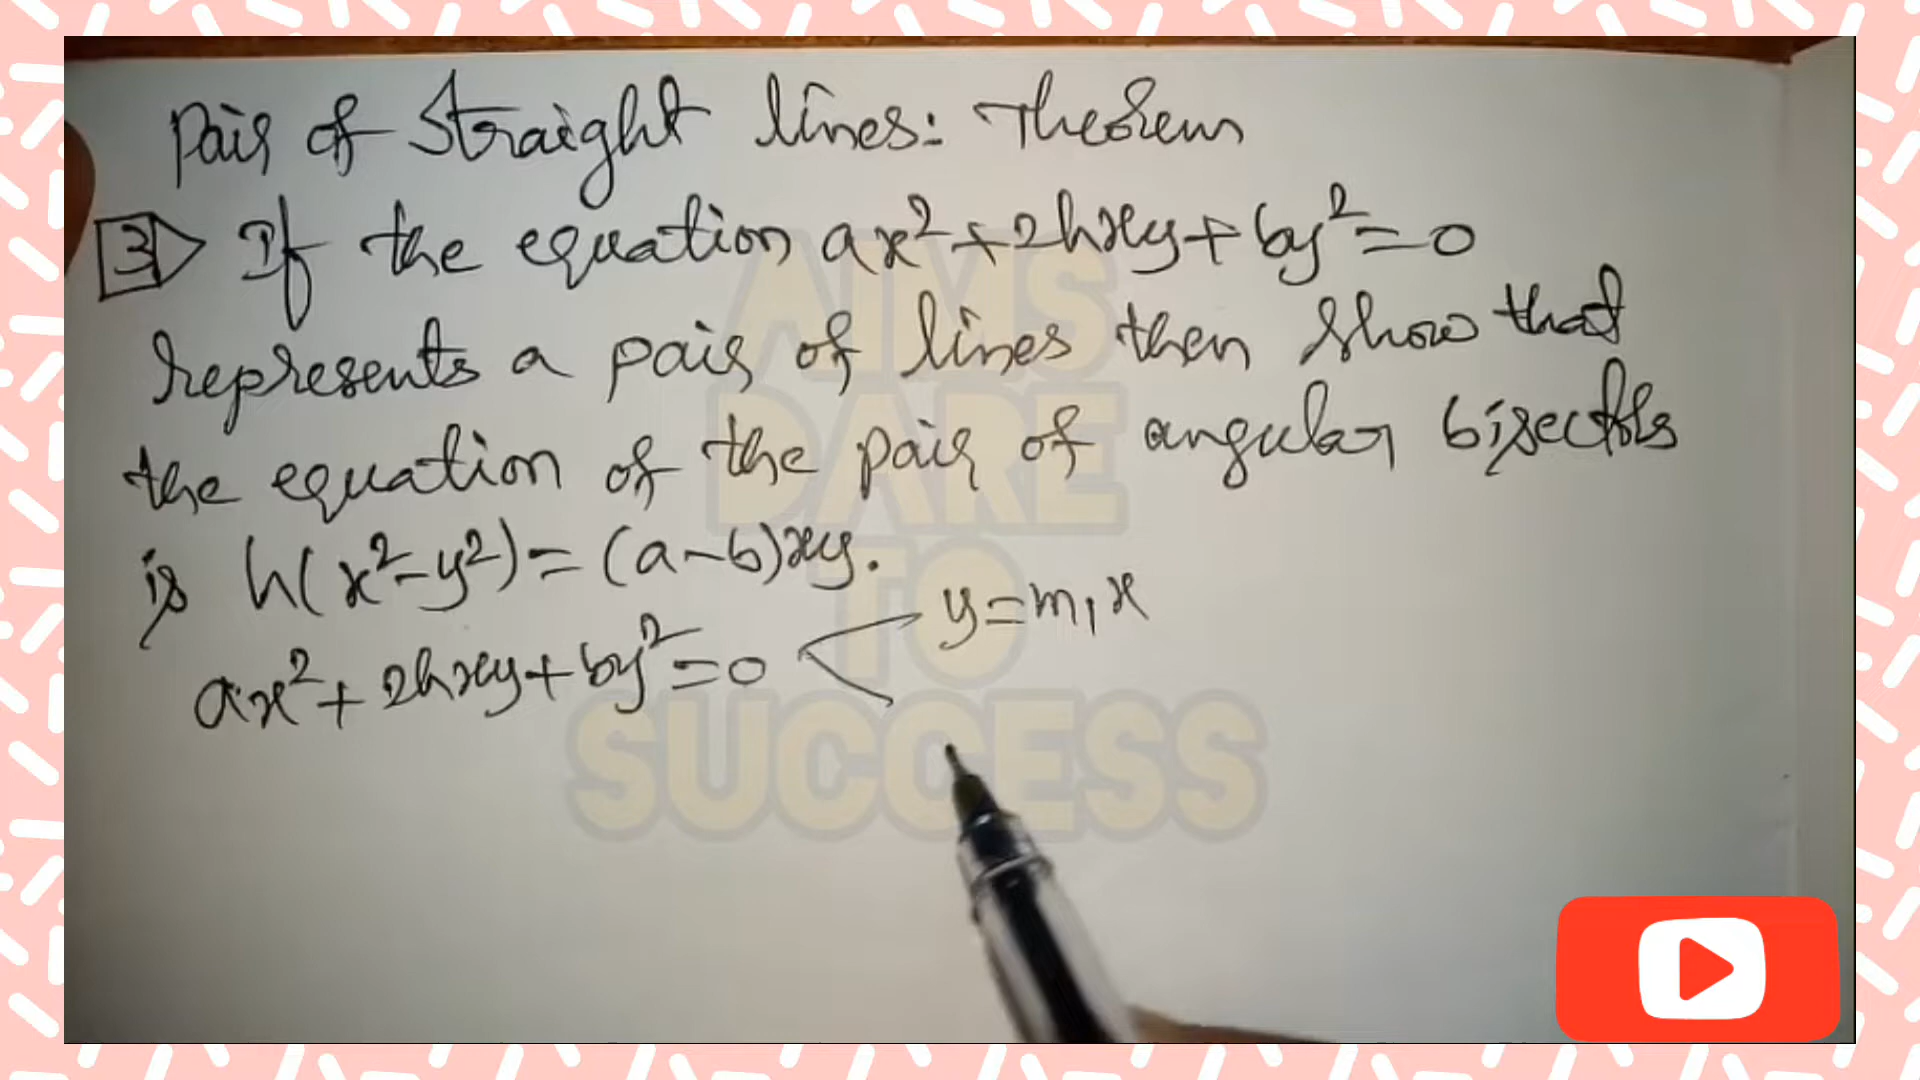 Pair of Straight lines: Theorem
3 If the equation ax²+2hxy+by²=0
represents a pair of lines then show that
the equation of the pair of angular bisectors
is h(x²-y²)=(a-b)xy.
ax²+2hxy+by²=0 < y=m₁x
AIMS
DARE
TO
SUCCESS